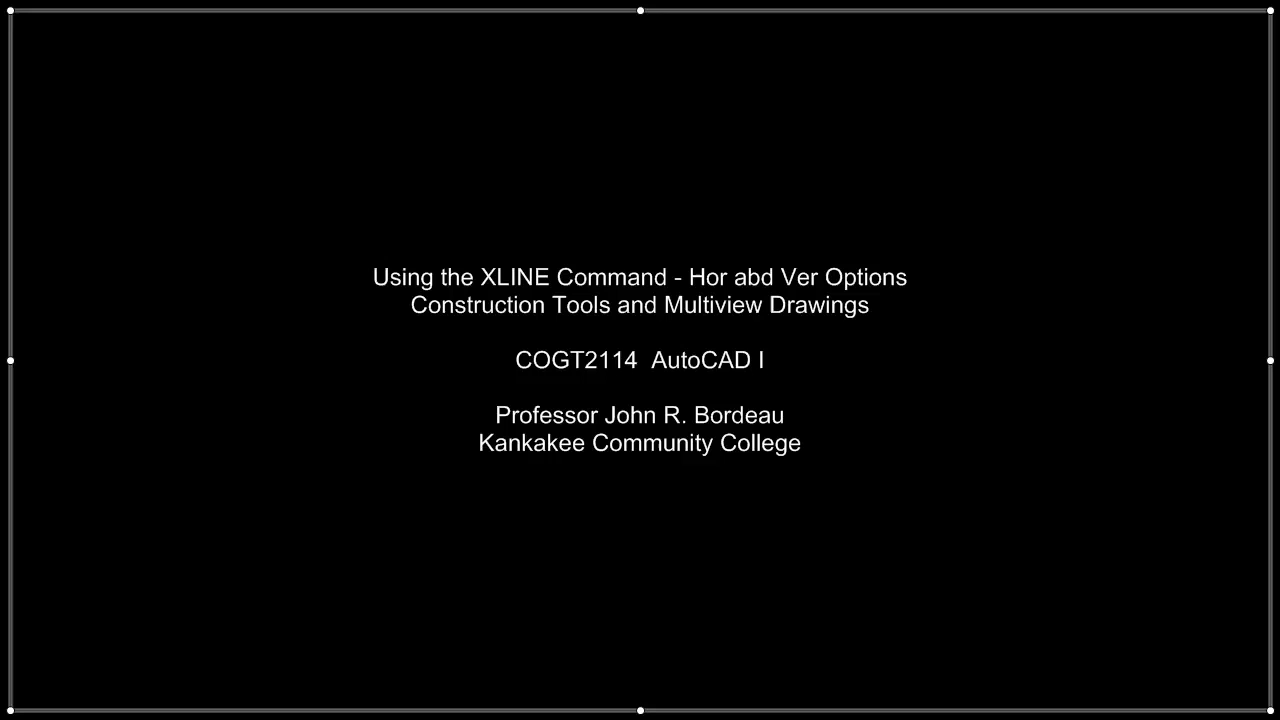 Using the XLINE Command - Hor abd Ver Options
Construction Tools and Multiview Drawings
COGT2114  AutoCAD I
Professor John R. Bordeau
Kankakee Community College